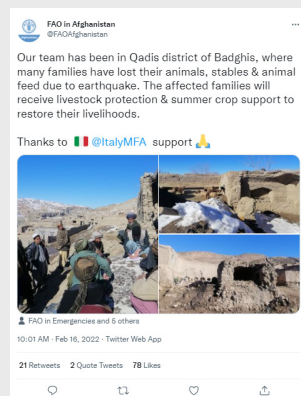 FAO in Afghanistan
@FAOAfghanistan
Our team has been in Qadis district of Badghis, where
many families have lost their animals, stables & animal
feed due to earthquake. The affected families will
receive livestock protection & summer crop support to
restore their livelihoods.
Thanks to 🇮🇹 @ItalyMFA support 🙏
FAO in Emergencies and 5 others
10:01 AM · Feb 16, 2022 · Twitter Web App
21 Retweets 2 Quote Tweets 78 Likes